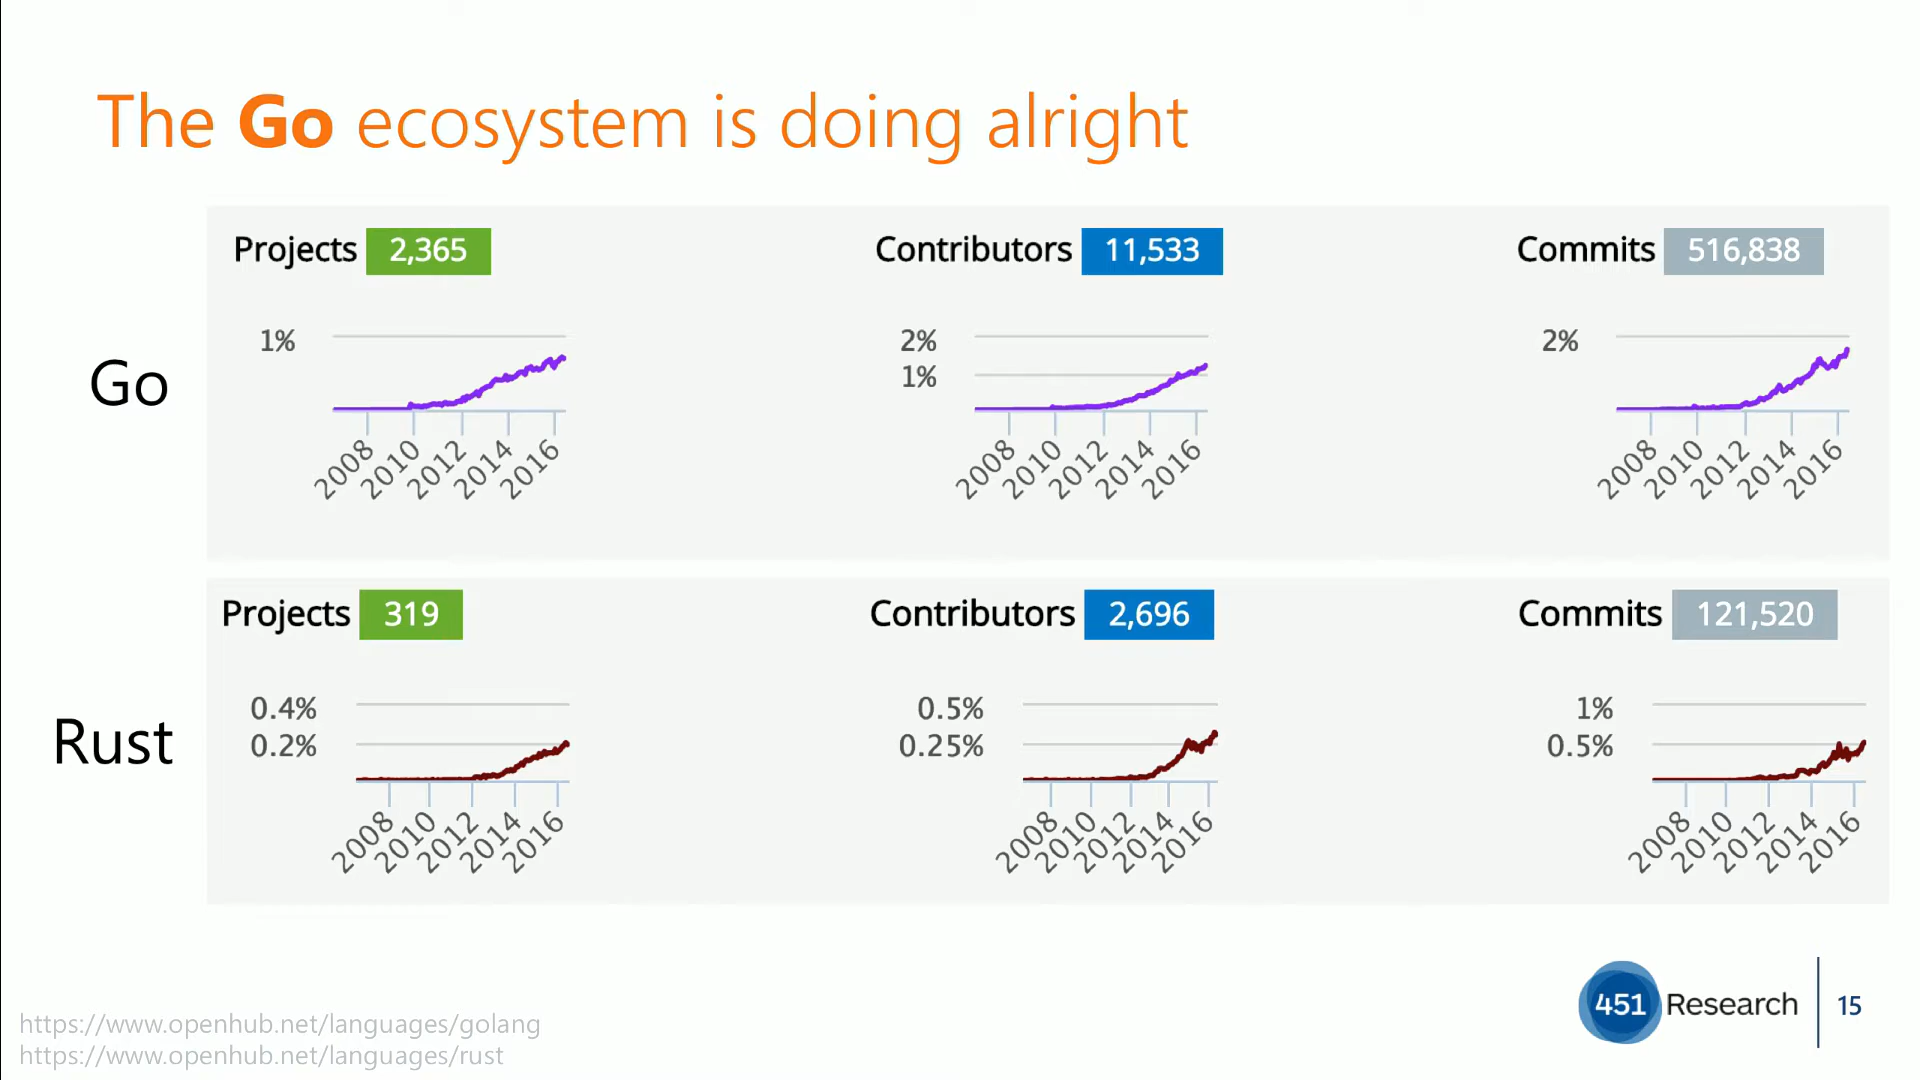 The Go ecosystem is doing alright
Projects 2,365
Contributors 11,533
Commits 516,838
Go
1%
2008 2010 2012 2014 2016
2%
1%
2008 2010 2012 2014 2016
2%
2008 2010 2012 2014 2016
Projects 319
Contributors 2,696
Commits 121,520
Rust
0.4%
0.2%
2008 2010 2012 2014 2016
0.5%
0.25%
2008 2010 2012 2014 2016
1%
0.5%
2008 2010 2012 2014 2016
451 Research
15
https://www.openhub.net/languages/golang
https://www.openhub.net/languages/rust